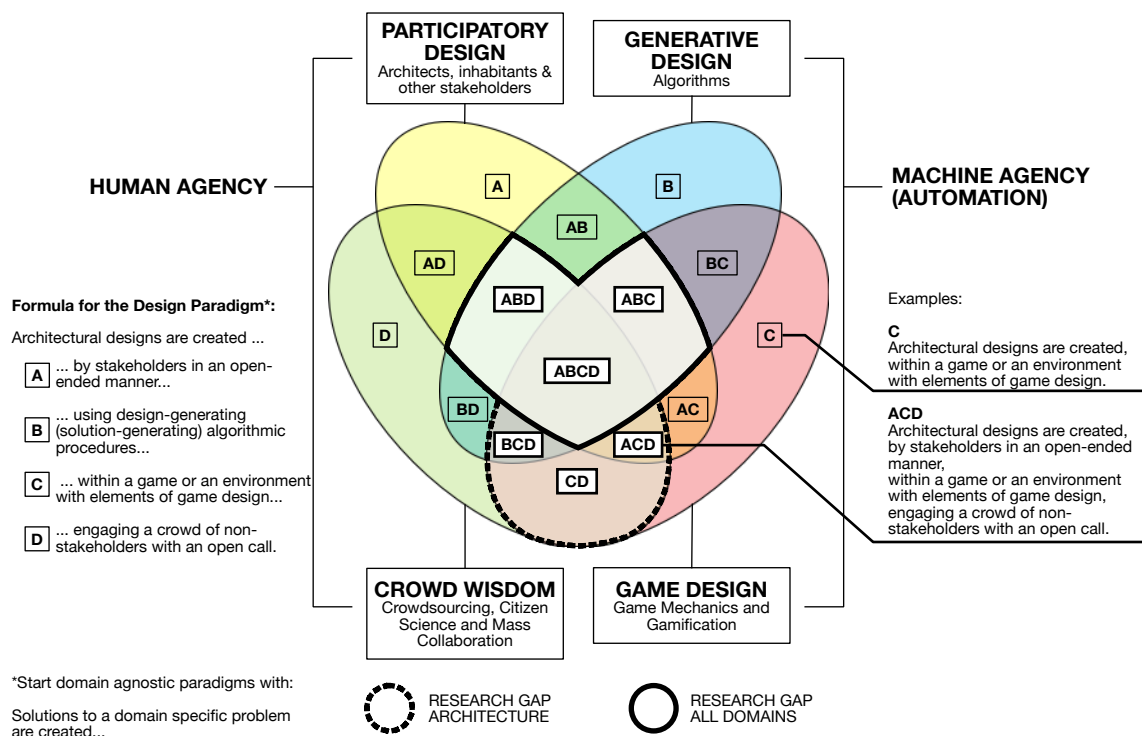 PARTICIPATORY
DESIGN
Architects, inhabitants &
other stakeholders
GENERATIVE
DESIGN
Algorithms
HUMAN AGENCY
MACHINE AGENCY
(AUTOMATION)
A
B
AB
AD
BC
ABD
ABC
D
C
ABCD
BD
AC
BCD
ACD
CD
Formula for the Design Paradigm*:
Architectural designs are created ...
A
... by stakeholders in an open-
ended manner...
B
... using design-generating
(solution-generating) algorithmic
procedures...
C
... within a game or an environment
with elements of game design...
D
... engaging a crowd of non-
stakeholders with an open call.
Examples:
C
Architectural designs are created,
within a game or an environment
with elements of game design.
ACD
Architectural designs are created,
by stakeholders in an open-ended
manner,
within a game or an environment
with elements of game design,
engaging a crowd of non-
stakeholders with an open call.
CROWD WISDOM
Crowdsourcing, Citizen
Science and Mass
Collaboration
GAME DESIGN
Game Mechanics and
Gamification
*Start domain agnostic paradigms with:
Solutions to a domain specific problem
are created...
RESEARCH GAP
ARCHITECTURE
RESEARCH GAP
ALL DOMAINS